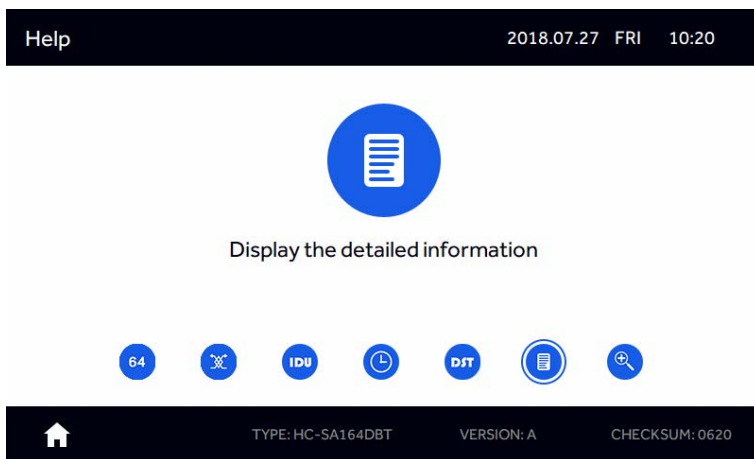 Help 2018.07.27 FRI 10:20
Display the detailed information
64 IDU DST
TYPE: HC-SA164DBT VERSION: A CHECKSUM: 0620